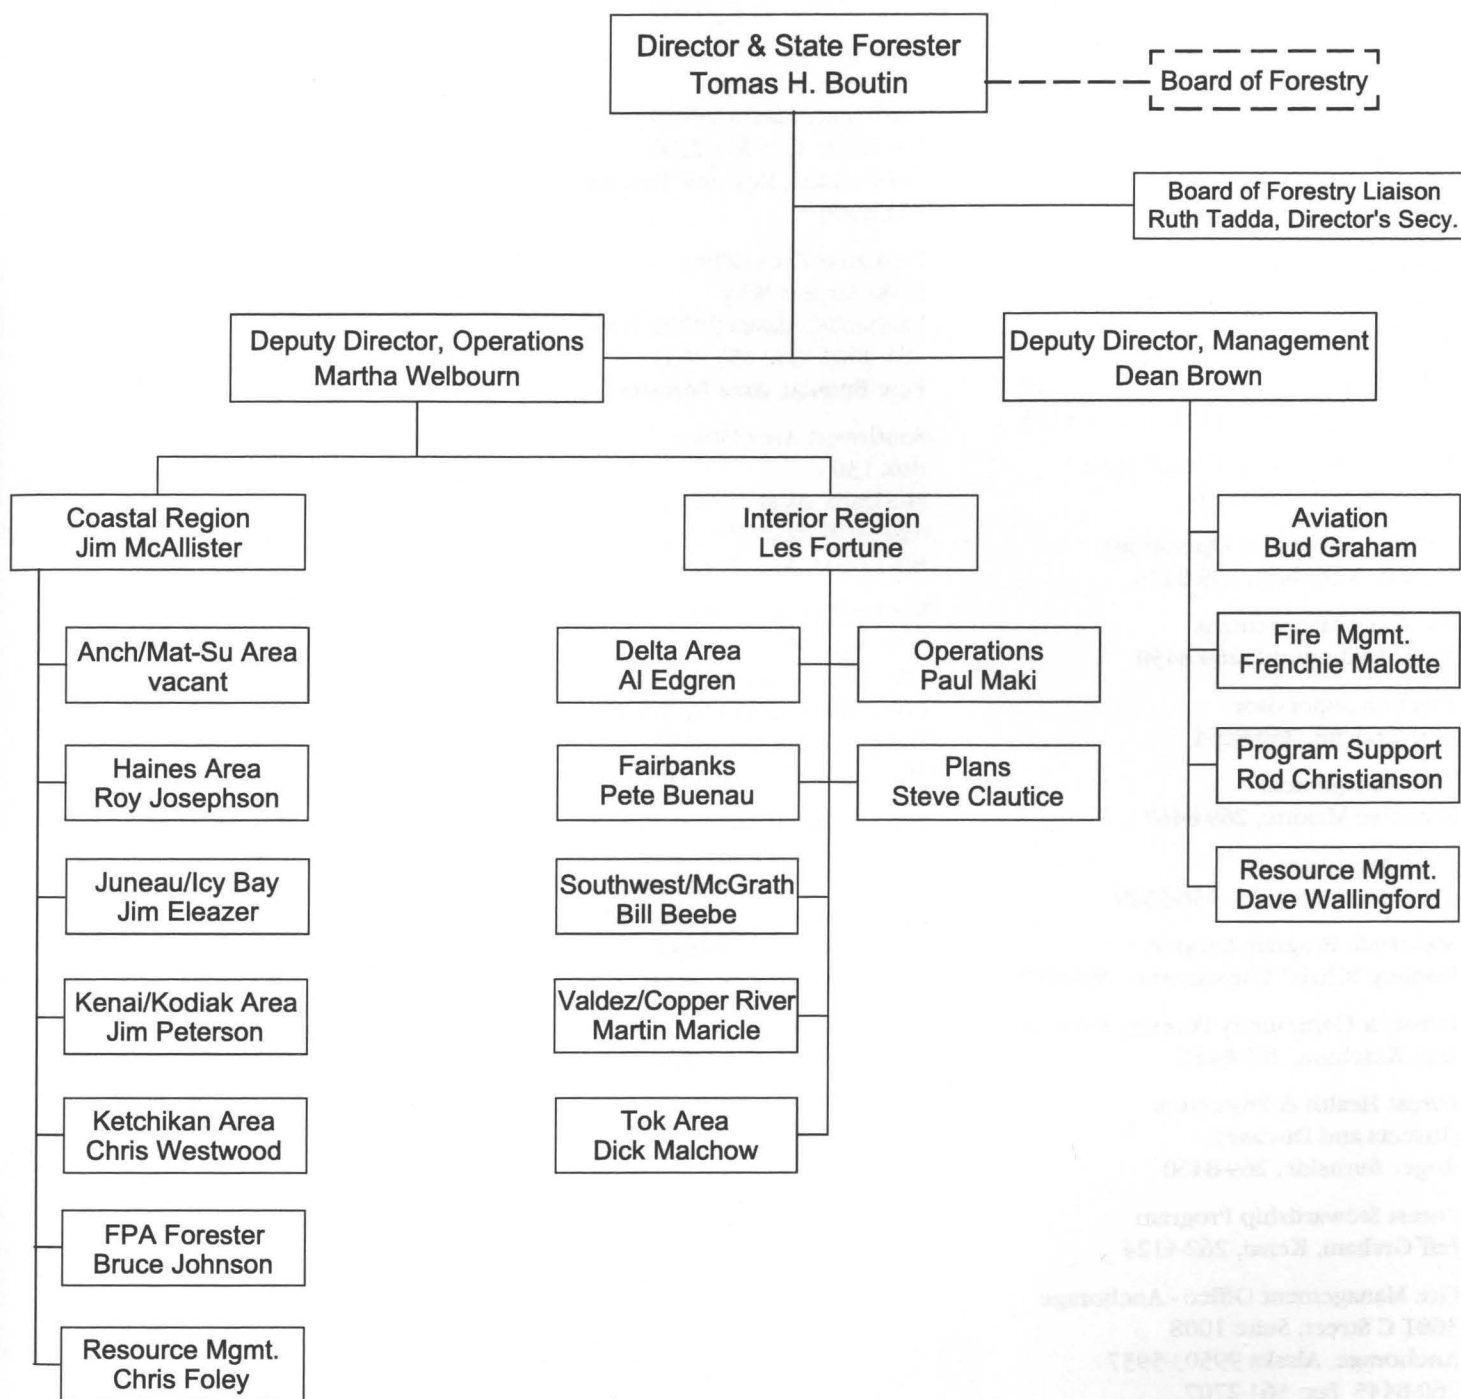 Director & State Forester
Tomas H. Boutin
Board of Forestry
Board of Forestry Liaison
Ruth Tadda, Director's Secy.
Deputy Director, Operations
Martha Welbourn
Deputy Director, Management
Dean Brown
Coastal Region
Jim McAllister
Anch/Mat-Su Area
vacant
Haines Area
Roy Josephson
Juneau/Icy Bay
Jim Eleazer
Kenai/Kodiak Area
Jim Peterson
Ketchikan Area
Chris Westwood
FPA Forester
Bruce Johnson
Resource Mgmt.
Chris Foley
Interior Region
Les Fortune
Delta Area
Al Edgren
Fairbanks
Pete Buenau
Southwest/McGrath
Bill Beebe
Valdez/Copper River
Martin Maricle
Tok Area
Dick Malchow
Operations
Paul Maki
Plans
Steve Clautice
Aviation
Bud Graham
Fire Mgmt.
Frenchie Malotte
Program Support
Rod Christianson
Resource Mgmt.
Dave Wallingford